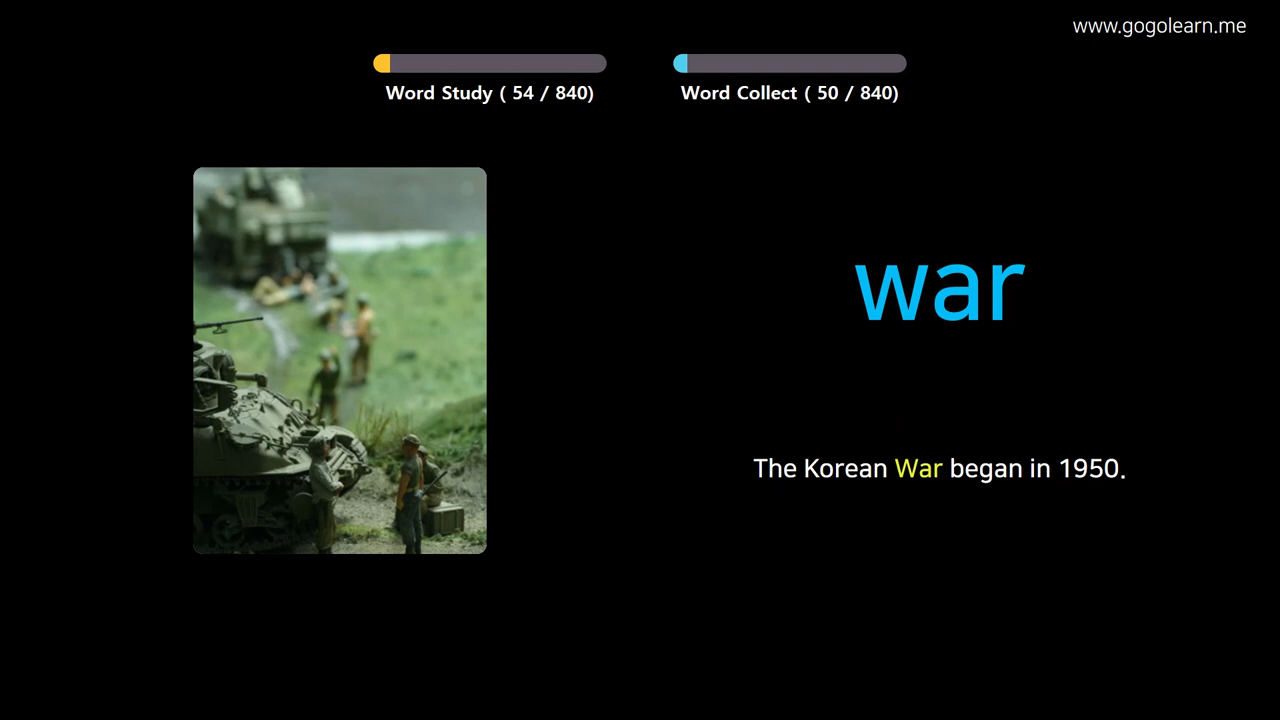 www.gogolearn.me
Word Study ( 54 / 840)
Word Collect ( 50 / 840)
war
The Korean War began in 1950.